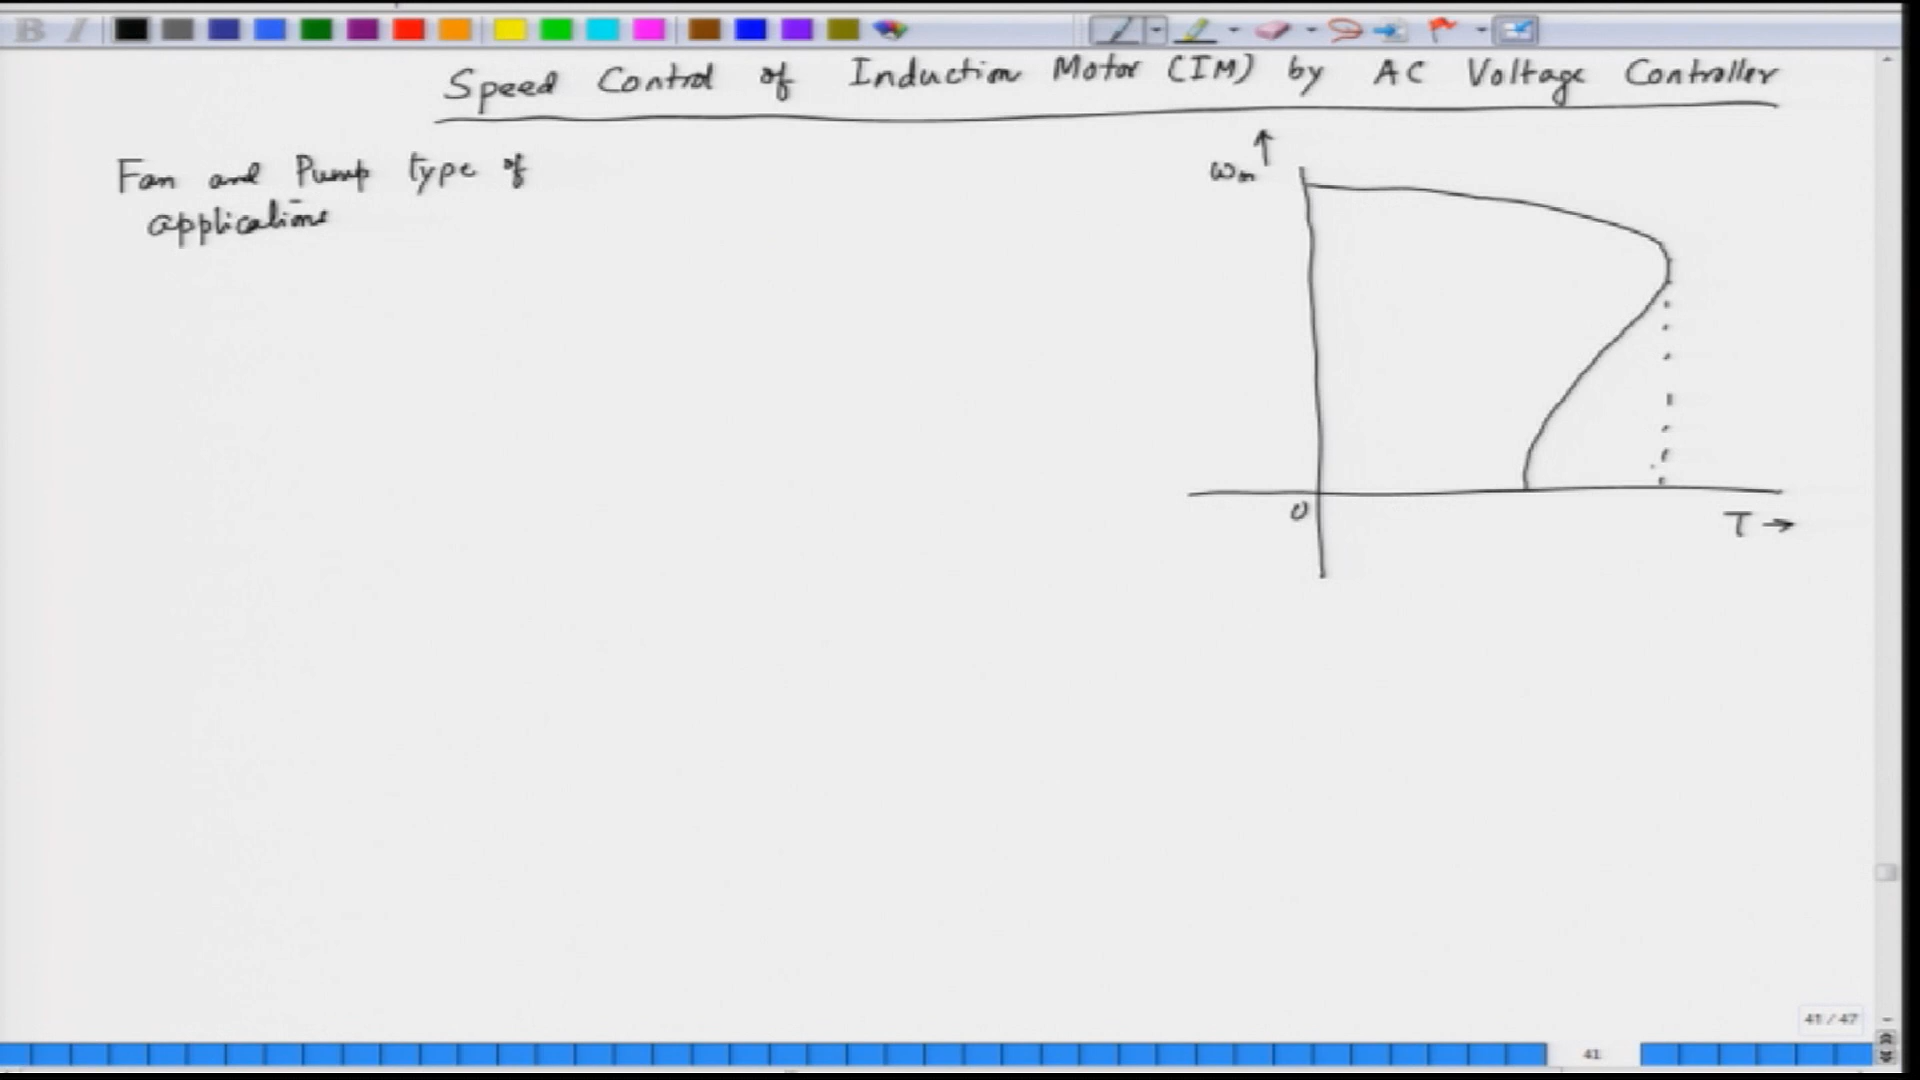 B I
Speed Control of Induction Motor (IM) by AC Voltage Controller
Fan and Pump type of
applications
ωm ↑
0
T →
41 / 47
41